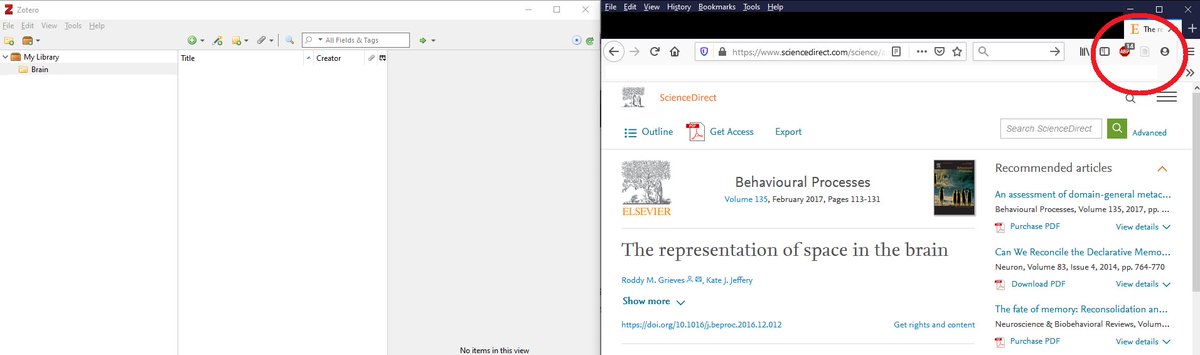 Zotero
File Edit View Tools Help
All Fields & Tags
My Library
Brain
Title
Creator
No items in this view
File Edit View History Bookmarks Tools Help
The re
https://www.sciencedirect.com/science/
14
ABP
ScienceDirect
Outline
PDF
Get Access
Export
Search ScienceDirect
Advanced
ELSEVIER
Behavioural Processes
Volume 135, February 2017, Pages 113-131
The representation of space in the brain
Roddy M. Grieves, Kate J. Jeffery
Show more
https://doi.org/10.1016/j.beproc.2016.12.012
Get rights and content
Recommended articles
An assessment of domain-general metac...
Behavioural Processes, Volume 135, 2017, pp. ...
Purchase PDF
View details
Can We Reconcile the Declarative Memo...
Neuron, Volume 83, Issue 4, 2014, pp. 764-770
Download PDF
View details
The fate of memory: Reconsolidation an...
Neuroscience & Biobehavioral Reviews, Volum...
Purchase PDF
View details